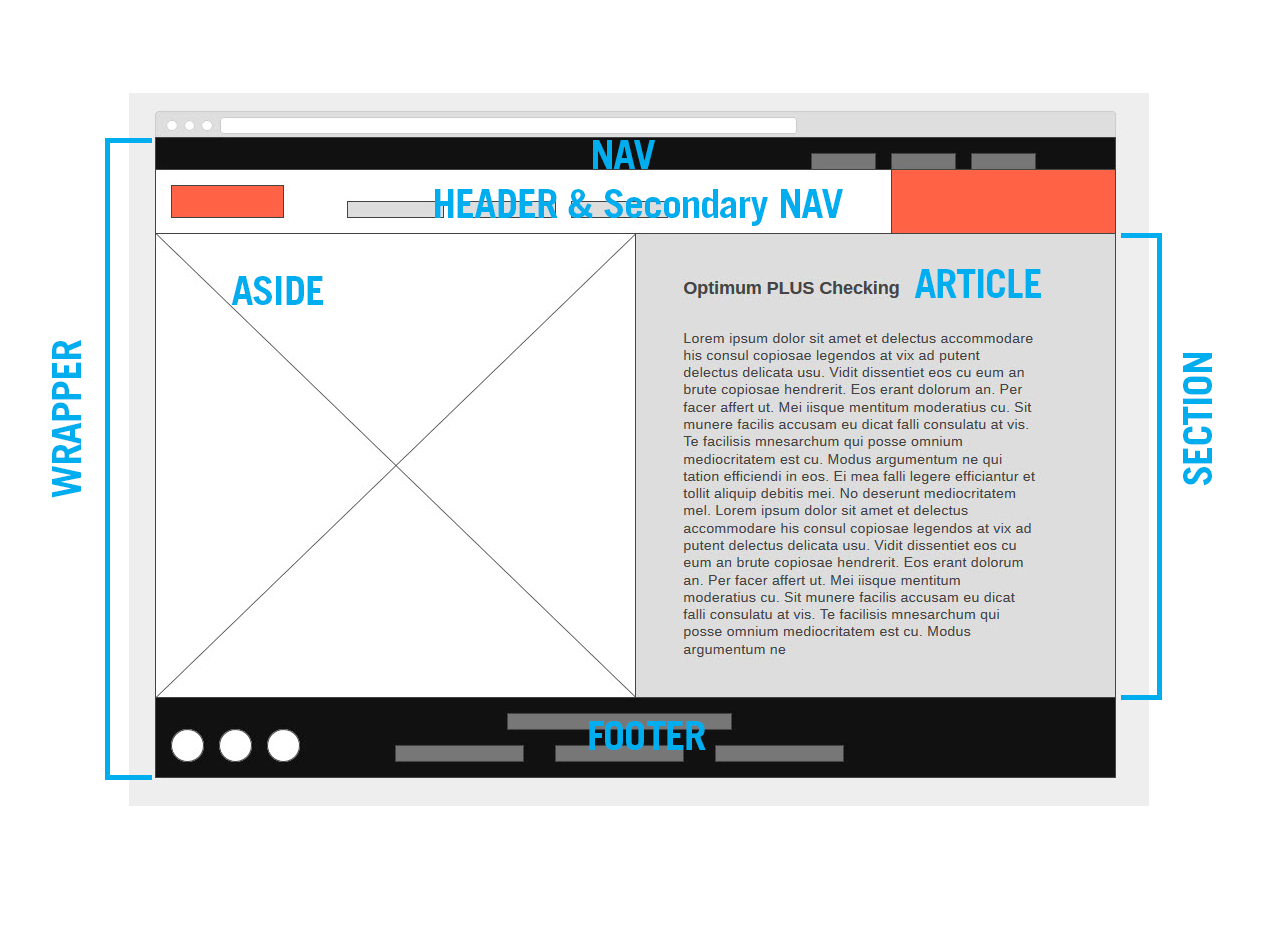 NAV
HEADER & Secondary NAV
ASIDE
Optimum PLUS Checking
ARTICLE
Lorem ipsum dolor sit amet et delectus accommodare
his consul copiosae legendos at vix ad putent
delectus delicata usu. Vidit dissentiet eos cu eum an
brute copiosae hendrerit. Eos erant dolorum an. Per
facer affert ut. Mei iisque mentitum moderatius cu. Sit
munere facilis accusam eu dicat falli consulatu at vis.
Te facilisis mnesarchum qui posse omnium
mediocritatem est cu. Modus argumentum ne qui
tation efficiendi in eos. Ei mea falli legere efficiantur et
tollit aliquip debitis mei. No deserunt mediocritatem
mel. Lorem ipsum dolor sit amet et delectus
accommodare his consul copiosae legendos at vix ad
putent delectus delicata usu. Vidit dissentiet eos cu
eum an brute copiosae hendrerit. Eos erant dolorum
an. Per facer affert ut. Mei iisque mentitum
moderatius cu. Sit munere facilis accusam eu dicat
falli consulatu at vis. Te facilisis mnesarchum qui
posse omnium mediocritatem est cu. Modus
argumentum ne
WRAPPER
SECTION
FOOTER